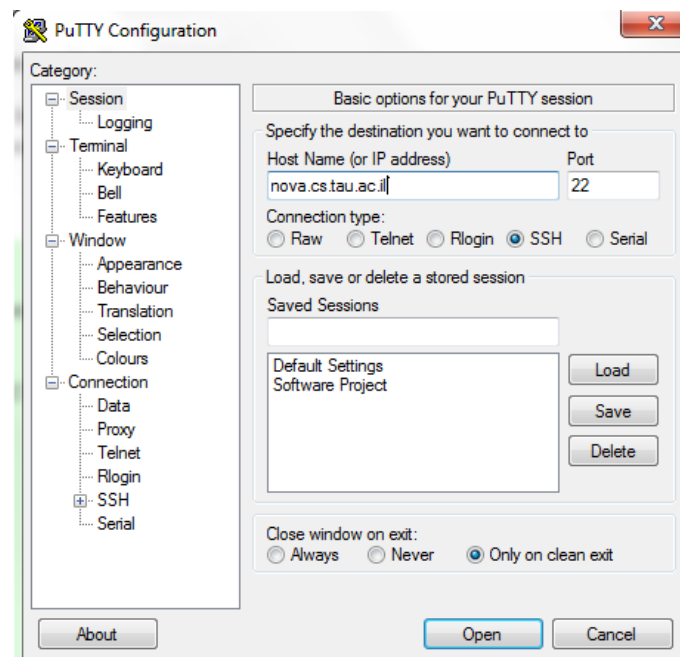 PuTTY Configuration
Category:
Session
Logging
Terminal
Keyboard
Bell
Features
Window
Appearance
Behaviour
Translation
Selection
Colours
Connection
Data
Proxy
Telnet
Rlogin
SSH
Serial
Basic options for your PuTTY session
Specify the destination you want to connect to
Host Name (or IP address) Port
nova.cs.tau.ac.il 22
Connection type:
Raw Telnet Rlogin SSH Serial
Load, save or delete a stored session
Saved Sessions
Default Settings
Software Project
Load
Save
Delete
Close window on exit:
Always Never Only on clean exit
About Open Cancel